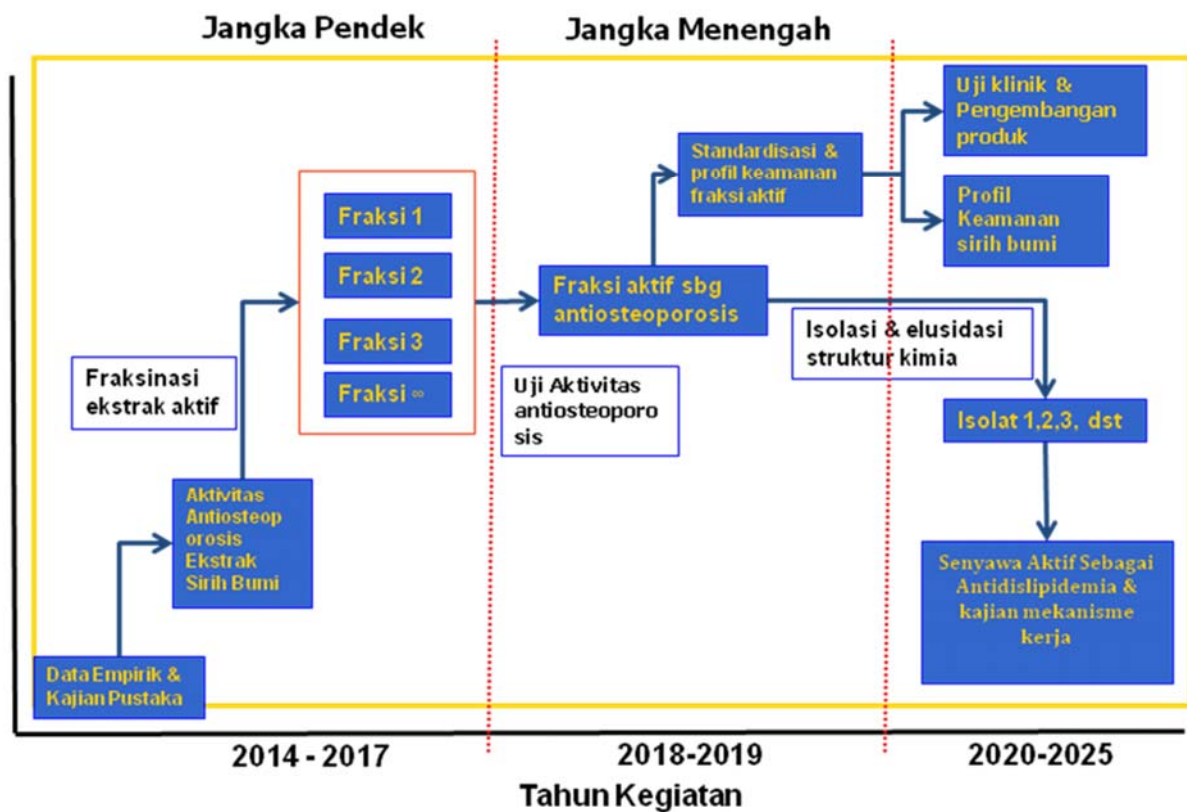 Jangka Pendek
Jangka Menengah
Uji klinik &
Pengembangan
produk
Standardisasi &
profil keamanan
fraksi aktif
Profil
Keamanan
sirih bumi
Fraksi 1
Fraksi 2
Fraksi 3
Fraksi ∞
Fraksi aktif sbg
antiosteoporosis
Isolasi & elusidasi
struktur kimia
Fraksinasi
ekstrak aktif
Uji Aktivitas
antiosteoporo
sis
Isolat 1,2,3, dst
Aktivitas
Antiosteop
orosis
Ekstrak
Sirih Bumi
Senyawa Aktif Sebagai
Antidislipidemia &
kajian mekanisme
kerja
Data Empirik &
Kajian Pustaka
2014 - 2017
2018-2019
2020-2025
Tahun Kegiatan